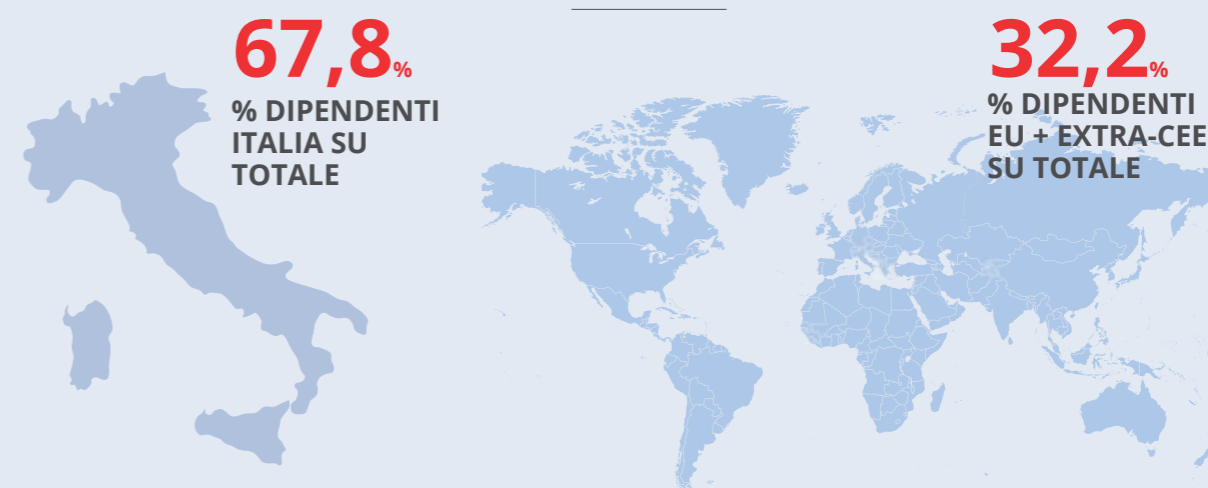 67,8%
% DIPENDENTI
ITALIA SU
TOTALE
32,2%
% DIPENDENTI
EU + EXTRA-CEE
SU TOTALE